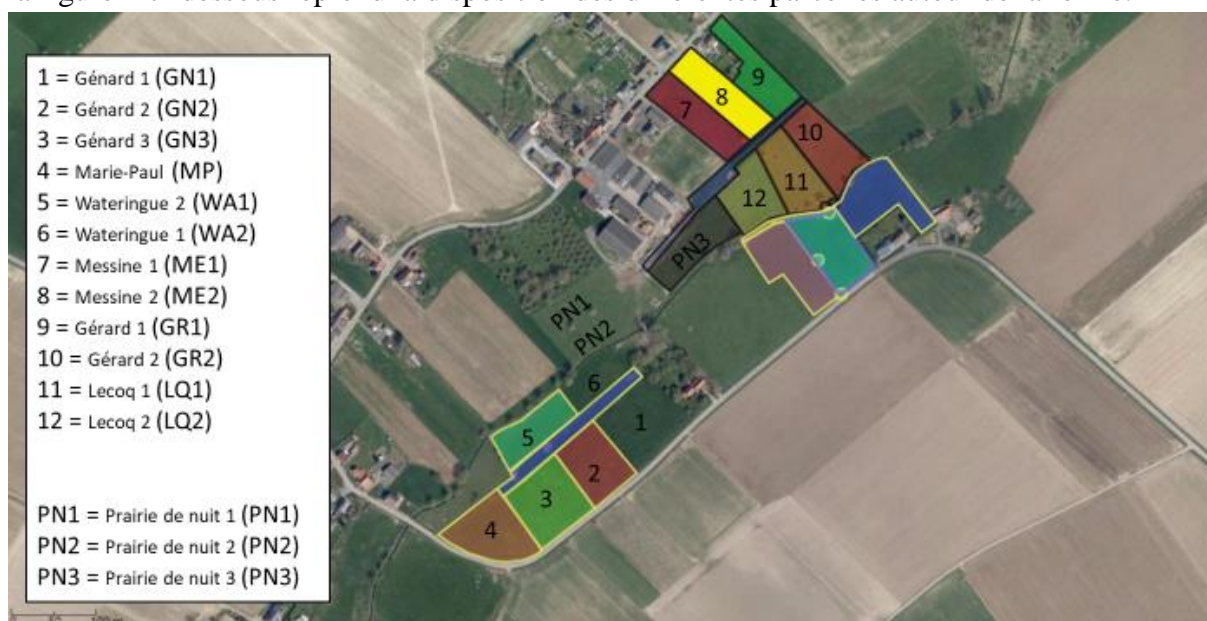 1 = Génard 1 (GN1)
2 = Génard 2 (GN2)
3 = Génard 3 (GN3)
4 = Marie-Paul (MP)
5 = Wateringue 2 (WA1)
6 = Wateringue 1 (WA2)
7 = Messine 1 (ME1)
8 = Messine 2 (ME2)
9 = Gérard 1 (GR1)
10 = Gérard 2 (GR2)
11 = Lecoq 1 (LQ1)
12 = Lecoq 2 (LQ2)
PN1 = Prairie de nuit 1 (PN1)
PN2 = Prairie de nuit 2 (PN2)
PN3 = Prairie de nuit 3 (PN3)
9
8
7
10
11
12
PN3
PN1
PN2
6
1
5
2
3
4